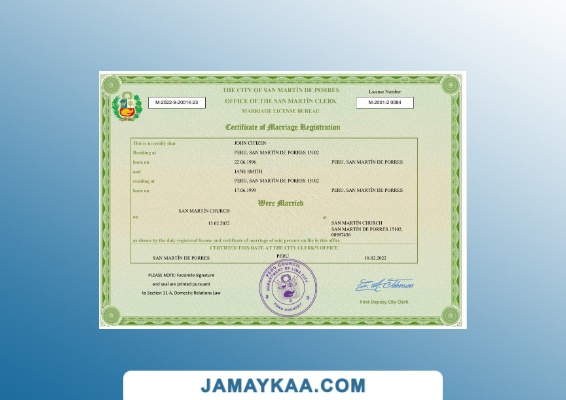 THE CITY OF SAN MARTÍN DE PORRES
License Number
M-2022-9-20014-23
OFFICE OF THE SAN MARTÍN CLERK
M-2001-2 0084
MARRIAGE LICENSE BUREAU
Certificate of Marriage Registration
This is to certify that JOHN CITIZEN
Residing at PERU, SAN MARTÍN DE PORRES 15102
born on 22.06.1996 PERU, SAN MARTÍN DE PORRES
and JANE SMITH
residing at PERU, SAN MARTÍN DE PORRES 15102
born on 17.06.1993 PERU, SAN MARTÍN DE PORRES
Were Married
SAN MARTÍN CHURCH
on 15.02.2022 at SAN MARTÍN CHURCH
SAN MARTÍN DE PORRES 15102,
as shown by the duly registered license and certificate of marriage of said persons on file in this office
CERTIFIED THIS DATE AT THE CITY CLERK'S OFFICE
SAN MARTÍN DE PORRES PERU 18.02.2022
PLEASE NOTE: Facsimile Signature
and seal are printed pursuant
to Section 11-A, Domestic Relations Law
First Deputy City Clerk
JAMAYKAA.COM